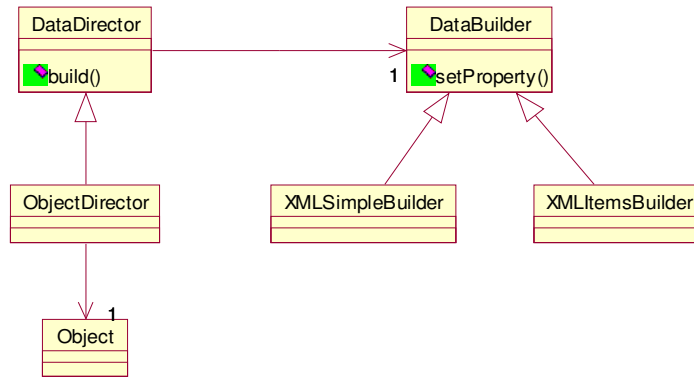 DataDirector
DataBuilder
build()
1
setProperty()
ObjectDirector
XMLSimpleBuilder
XMLItemsBuilder
1
Object